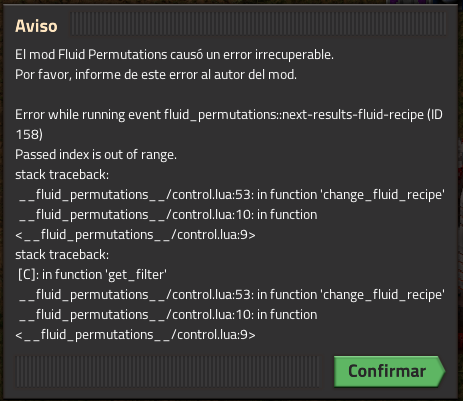 Aviso
El mod Fluid Permutations causó un error irrecuperable.
Por favor, informe de este error al autor del mod.
Error while running event fluid_permutations::next-results-fluid-recipe (ID
158)
Passed index is out of range.
stack traceback:
__fluid_permutations__/control.lua:53: in function 'change_fluid_recipe'
__fluid_permutations__/control.lua:10: in function
<__fluid_permutations__/control.lua:9>
stack traceback:
[C]: in function 'get_filter'
__fluid_permutations__/control.lua:53: in function 'change_fluid_recipe'
__fluid_permutations__/control.lua:10: in function
<__fluid_permutations__/control.lua:9>
Confirmar